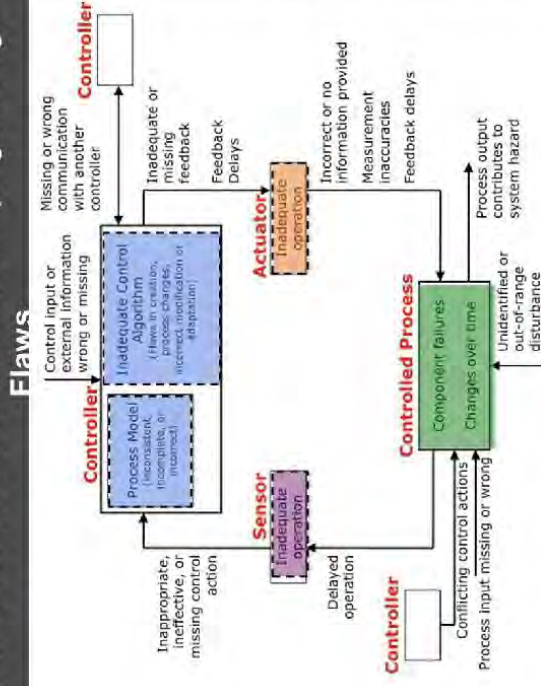 Flaws
Control input or
external information
wrong or missing
Missing or wrong
communication
with another
controller
Controller
Controller
Process Model
(inconsistent,
incomplete, or
incorrect)
Inadequate Control
Algorithm
(Flaws in creation,
process changes,
incorrect modification or
adaptation)
Inappropriate,
ineffective, or
missing control
action
Inadequate or
missing
feedback
Feedback
Delays
Sensor
Inadequate
operation
Actuator
Inadequate
operation
Delayed
operation
Incorrect or no
information provided
Measurement
inaccuracies
Feedback delays
Controller
Controlled Process
Component failures
Changes over time
Conflicting control actions
Process input missing or wrong
Process output
contributes to
system hazard
Unidentified or
out-of-range
disturbance